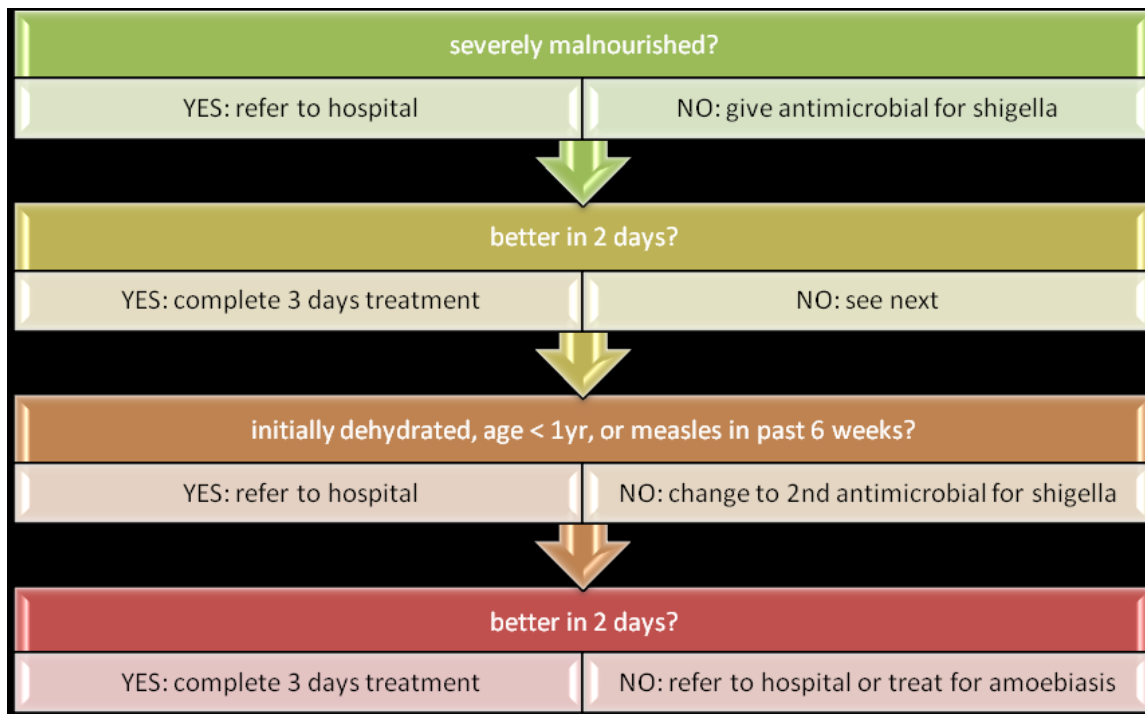 severely malnourished?
YES: refer to hospital
NO: give antimicrobial for shigella
better in 2 days?
YES: complete 3 days treatment
NO: see next
initially dehydrated, age < 1yr, or measles in past 6 weeks?
YES: refer to hospital
NO: change to 2nd antimicrobial for shigella
better in 2 days?
YES: complete 3 days treatment
NO: refer to hospital or treat for amoebiasis